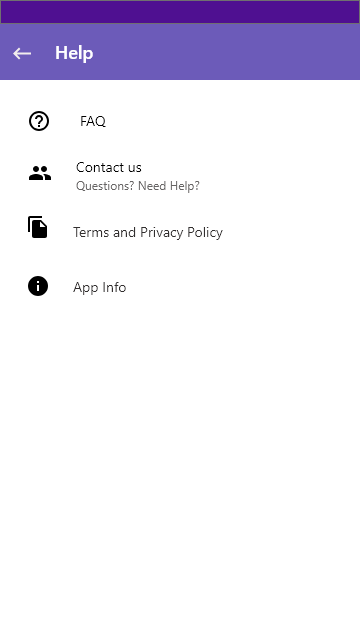 Help
FAQ
Contact us
Questions? Need Help?
Terms and Privacy Policy
App Info